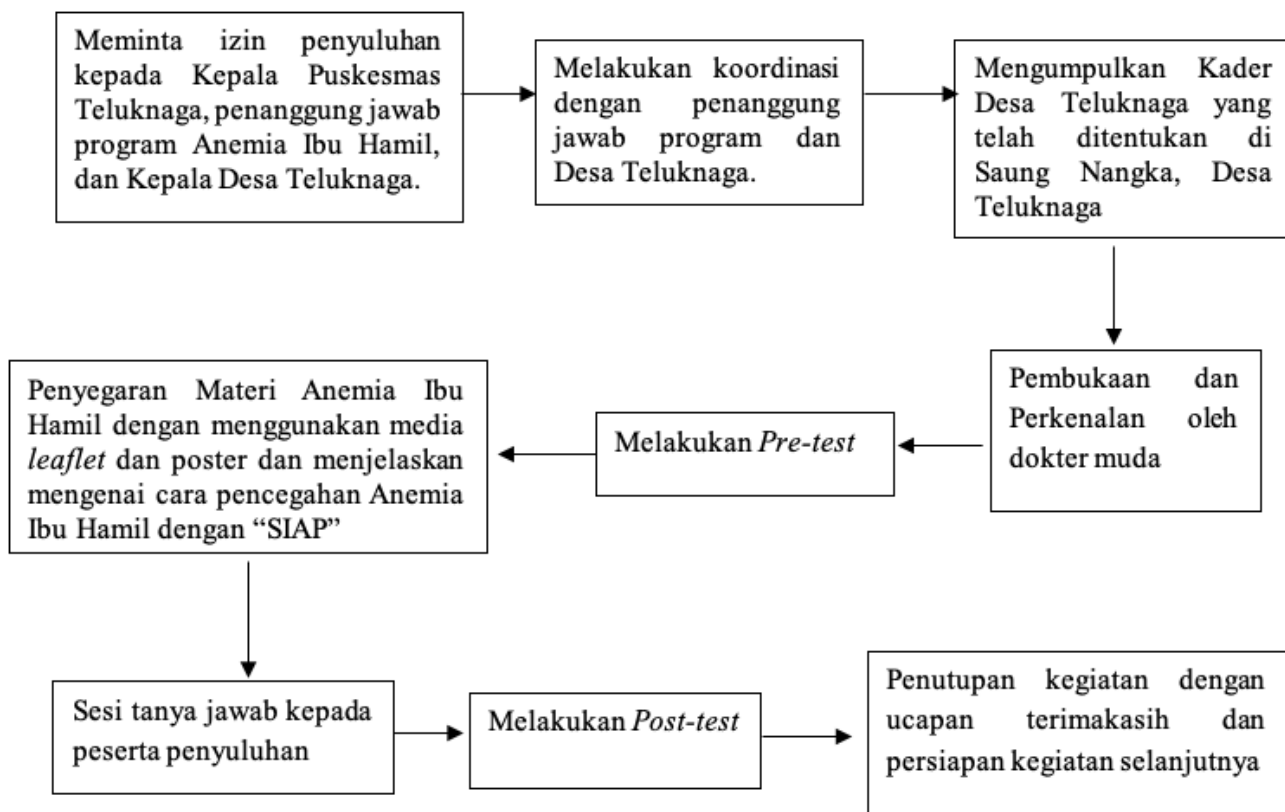 Meminta izin penyuluhan
kepada Kepala Puskesmas
Teluknaga, penanggung jawab
program Anemia Ibu Hamil,
dan Kepala Desa Teluknaga.
Melakukan koordinasi
dengan penanggung
jawab program dan
Desa Teluknaga.
Mengumpulkan Kader
Desa Teluknaga yang
telah ditentukan di
Saung Nangka, Desa
Teluknaga
Pembukaan dan
Perkenalan oleh
dokter muda
Melakukan Pre-test
Penyegaran Materi Anemia Ibu
Hamil dengan menggunakan media
leaflet dan poster dan menjelaskan
mengenai cara pencegahan Anemia
Ibu Hamil dengan “SIAP”
Sesi tanya jawab kepada
peserta penyuluhan
Melakukan Post-test
Penutupan kegiatan dengan
ucapan terimakasih dan
persiapan kegiatan selanjutnya